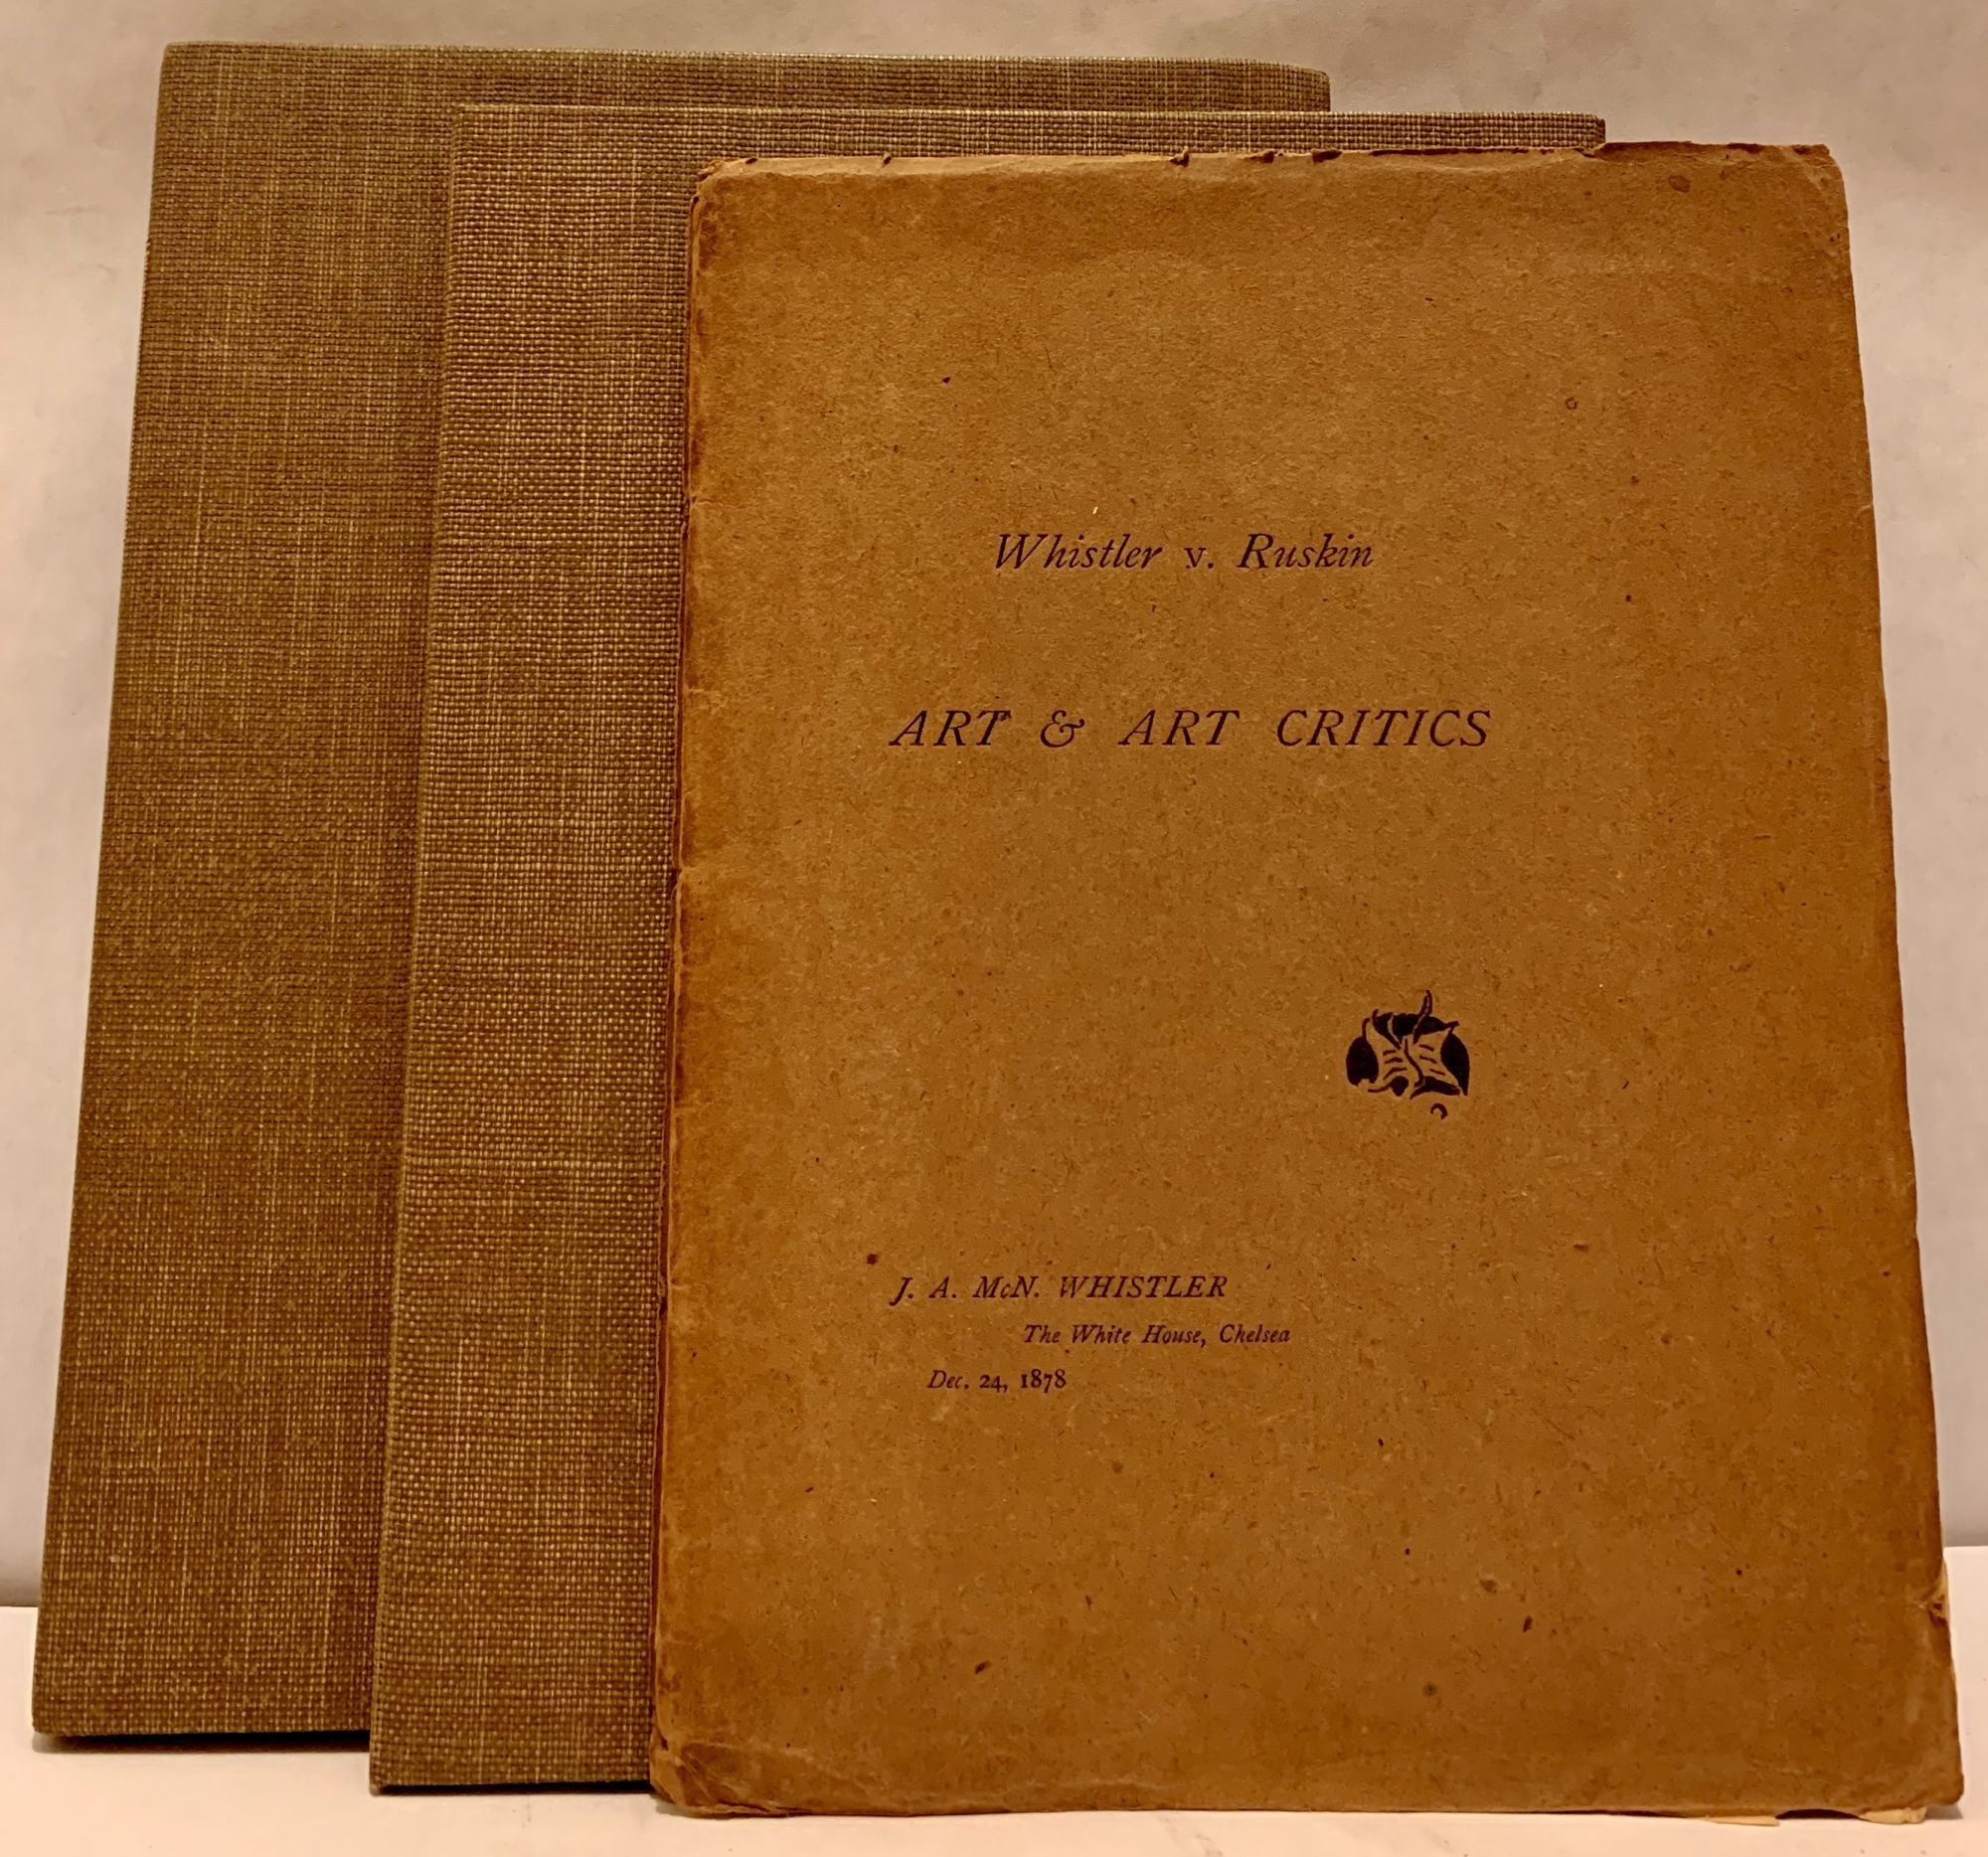 Whistler v. Ruskin
ART & ART CRITICS
J. A. McN. WHISTLER
The White House, Chelsea
Dec. 24, 1878